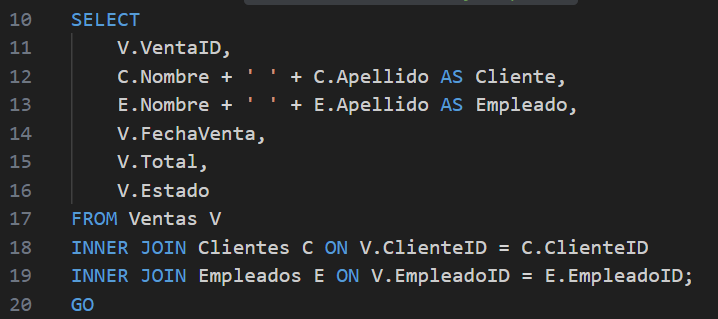 10 SELECT
11 V.VentaID,
12 C.Nombre + ' ' + C.Apellido AS Cliente,
13 E.Nombre + ' ' + E.Apellido AS Empleado,
14 V.FechaVenta,
15 V.Total,
16 V.Estado
17 FROM Ventas V
18 INNER JOIN Clientes C ON V.ClienteID = C.ClienteID
19 INNER JOIN Empleados E ON V.EmpleadoID = E.EmpleadoID;
20 GO